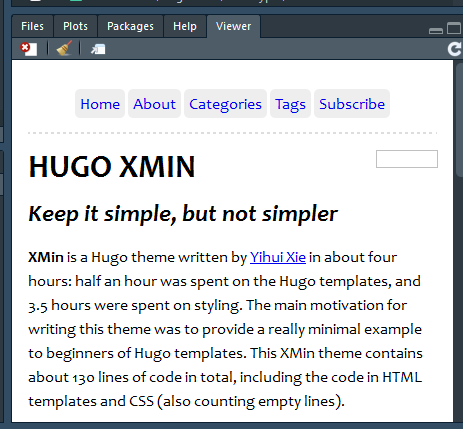 Files Plots Packages Help Viewer
Home About Categories Tags Subscribe
HUGO XMIN
Keep it simple, but not simpler
XMin is a Hugo theme written by Yihui Xie in about four
hours: half an hour was spent on the Hugo templates, and
3.5 hours were spent on styling. The main motivation for
writing this theme was to provide a really minimal example
to beginners of Hugo templates. This XMin theme contains
about 130 lines of code in total, including the code in HTML
templates and CSS (also counting empty lines).